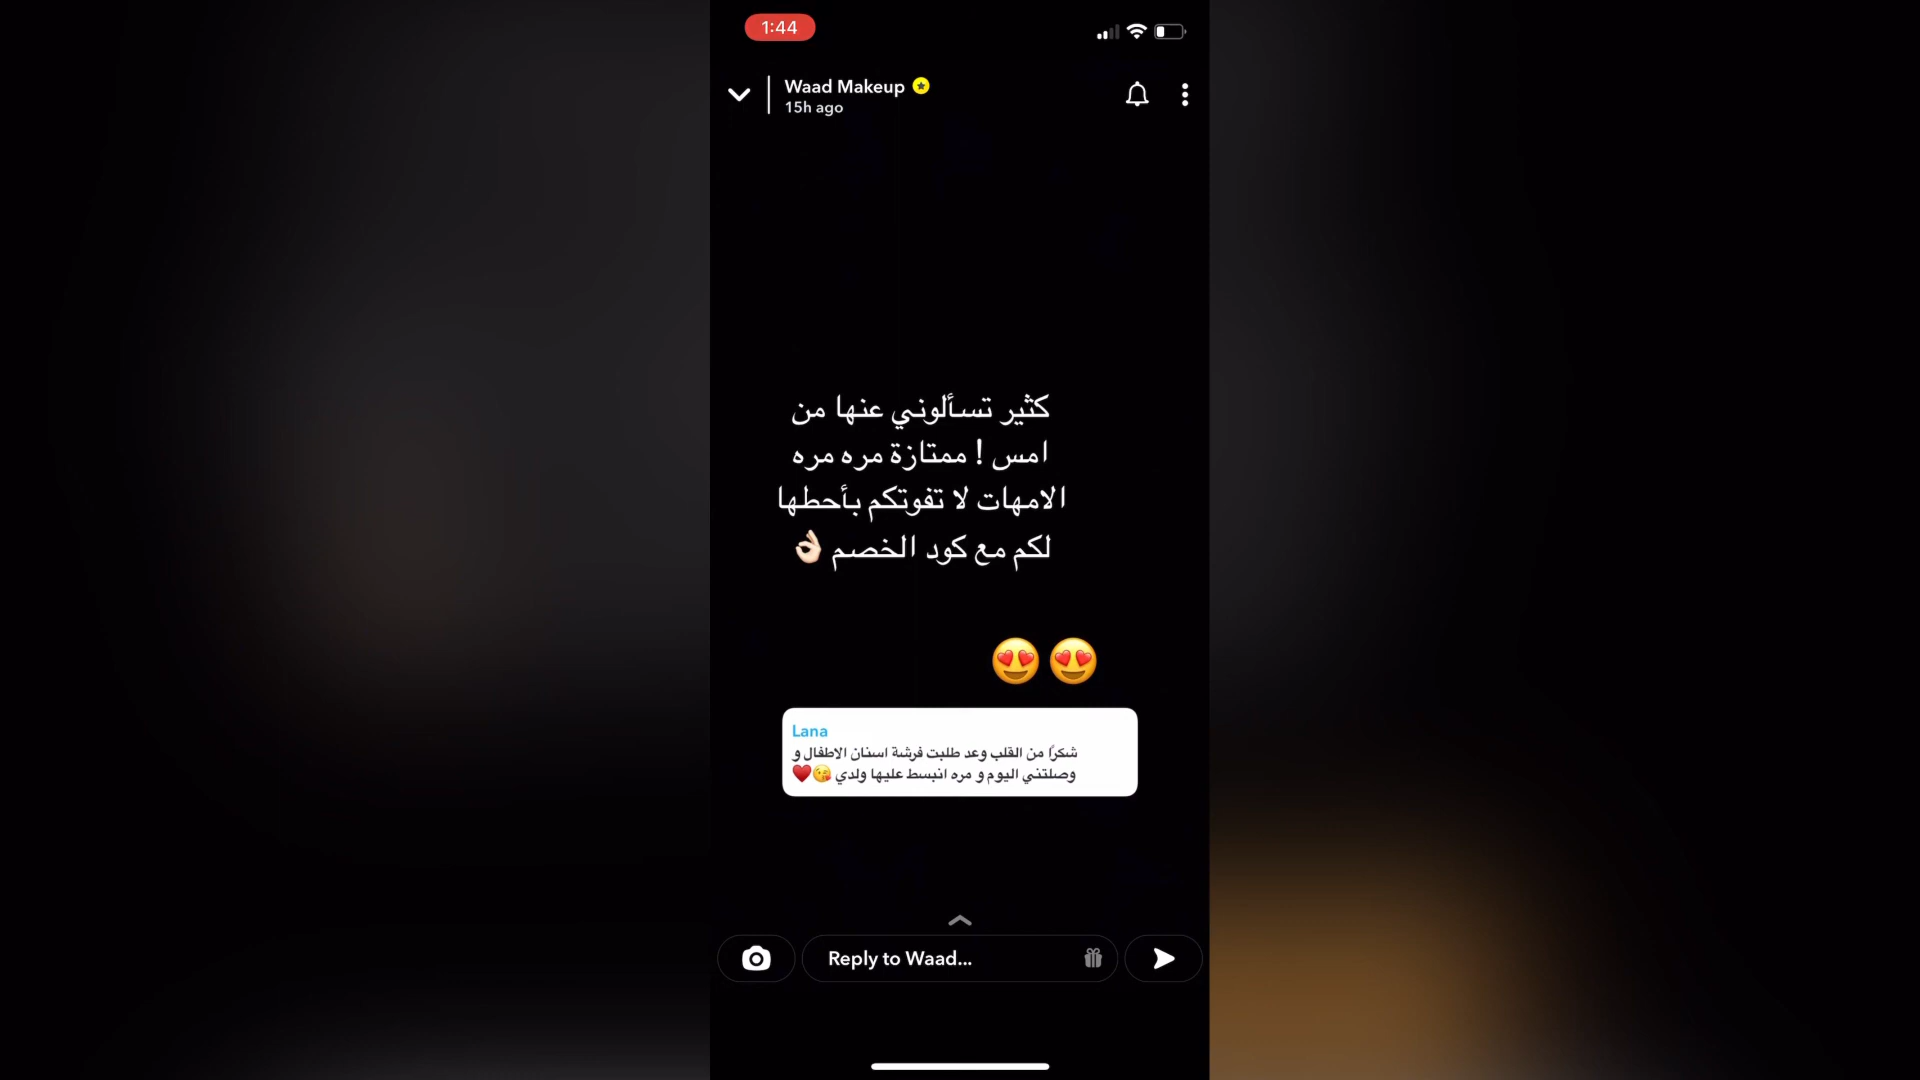 1:44
Waad Makeup
15h ago
كثير تسألوني عنها من
امس ! ممتازة مره مره
الامهات لا تفوتكم بأحطها
لكم مع كود الخصم 👌🏻
😍😍
Lana
شكرًا من القلب وعد طلبت فرشة اسنان الاطفال و
وصلتني اليوم و مره انبسط عليها ولدي 😘♥️
Reply to Waad...